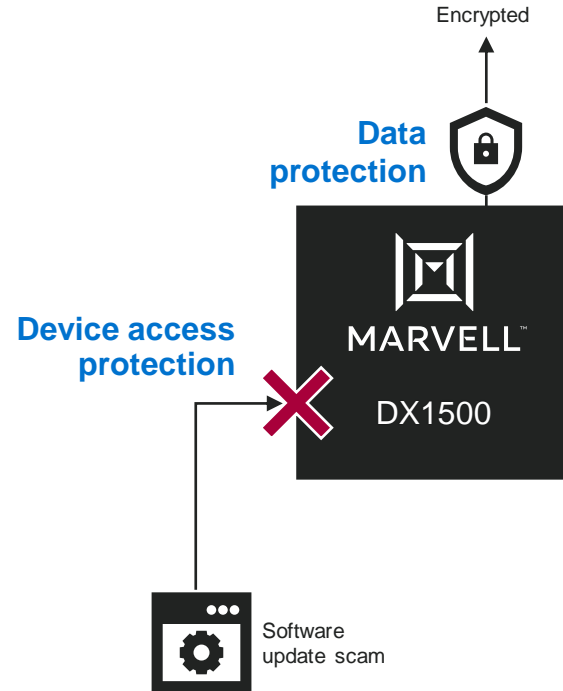 Encrypted
Data
protection
MARVELL™
Device access
protection
DX1500
Software
update scam